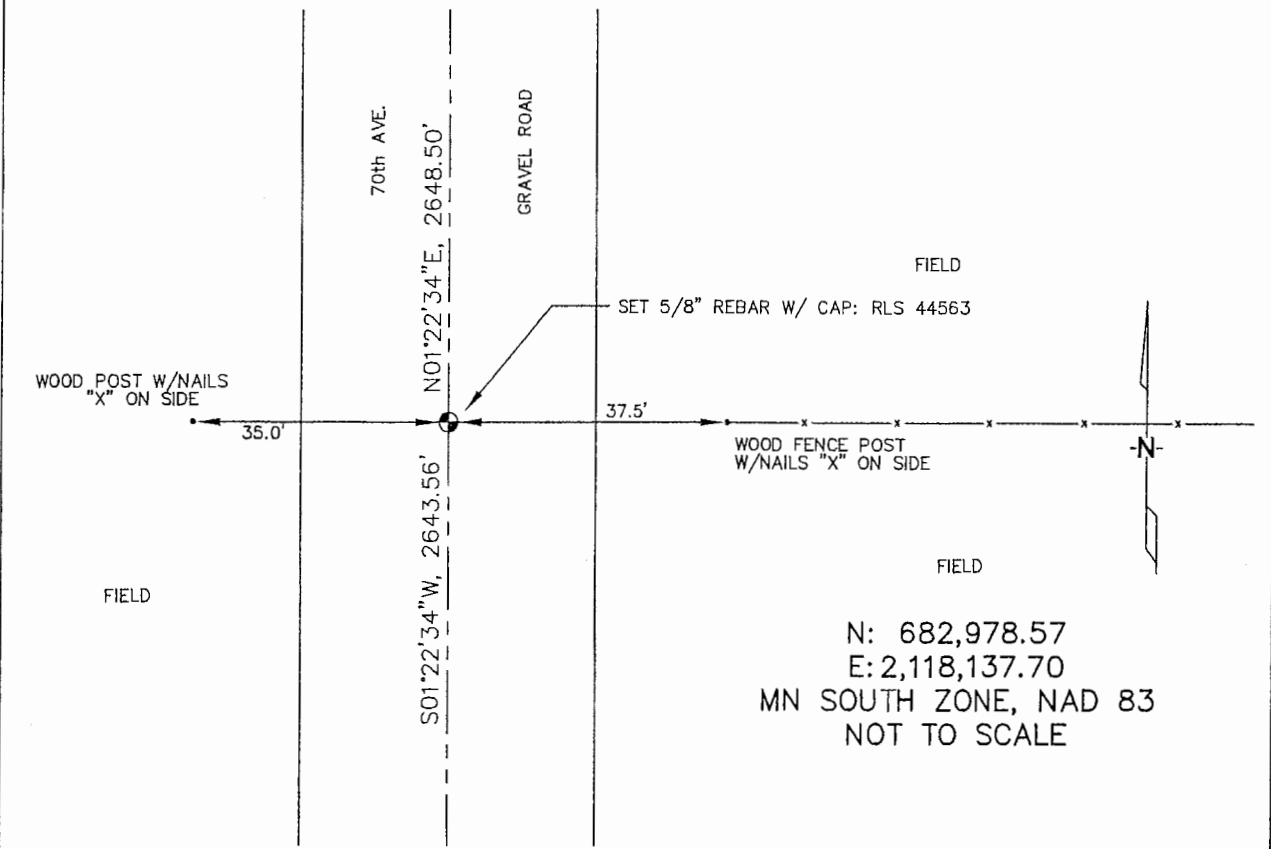 70th AVE.
GRAVEL ROAD
N01°22'34"E, 2648.50'
FIELD
SET 5/8" REBAR W/ CAP: RLS 44563
WOOD POST W/NAILS
"X" ON SIDE
35.0'
37.5'
WOOD FENCE POST
W/NAILS "X" ON SIDE
-N-
S01°22'34"W, 2643.56'
FIELD
FIELD
N: 682,978.57
E: 2,118,137.70
MN SOUTH ZONE, NAD 83
NOT TO SCALE